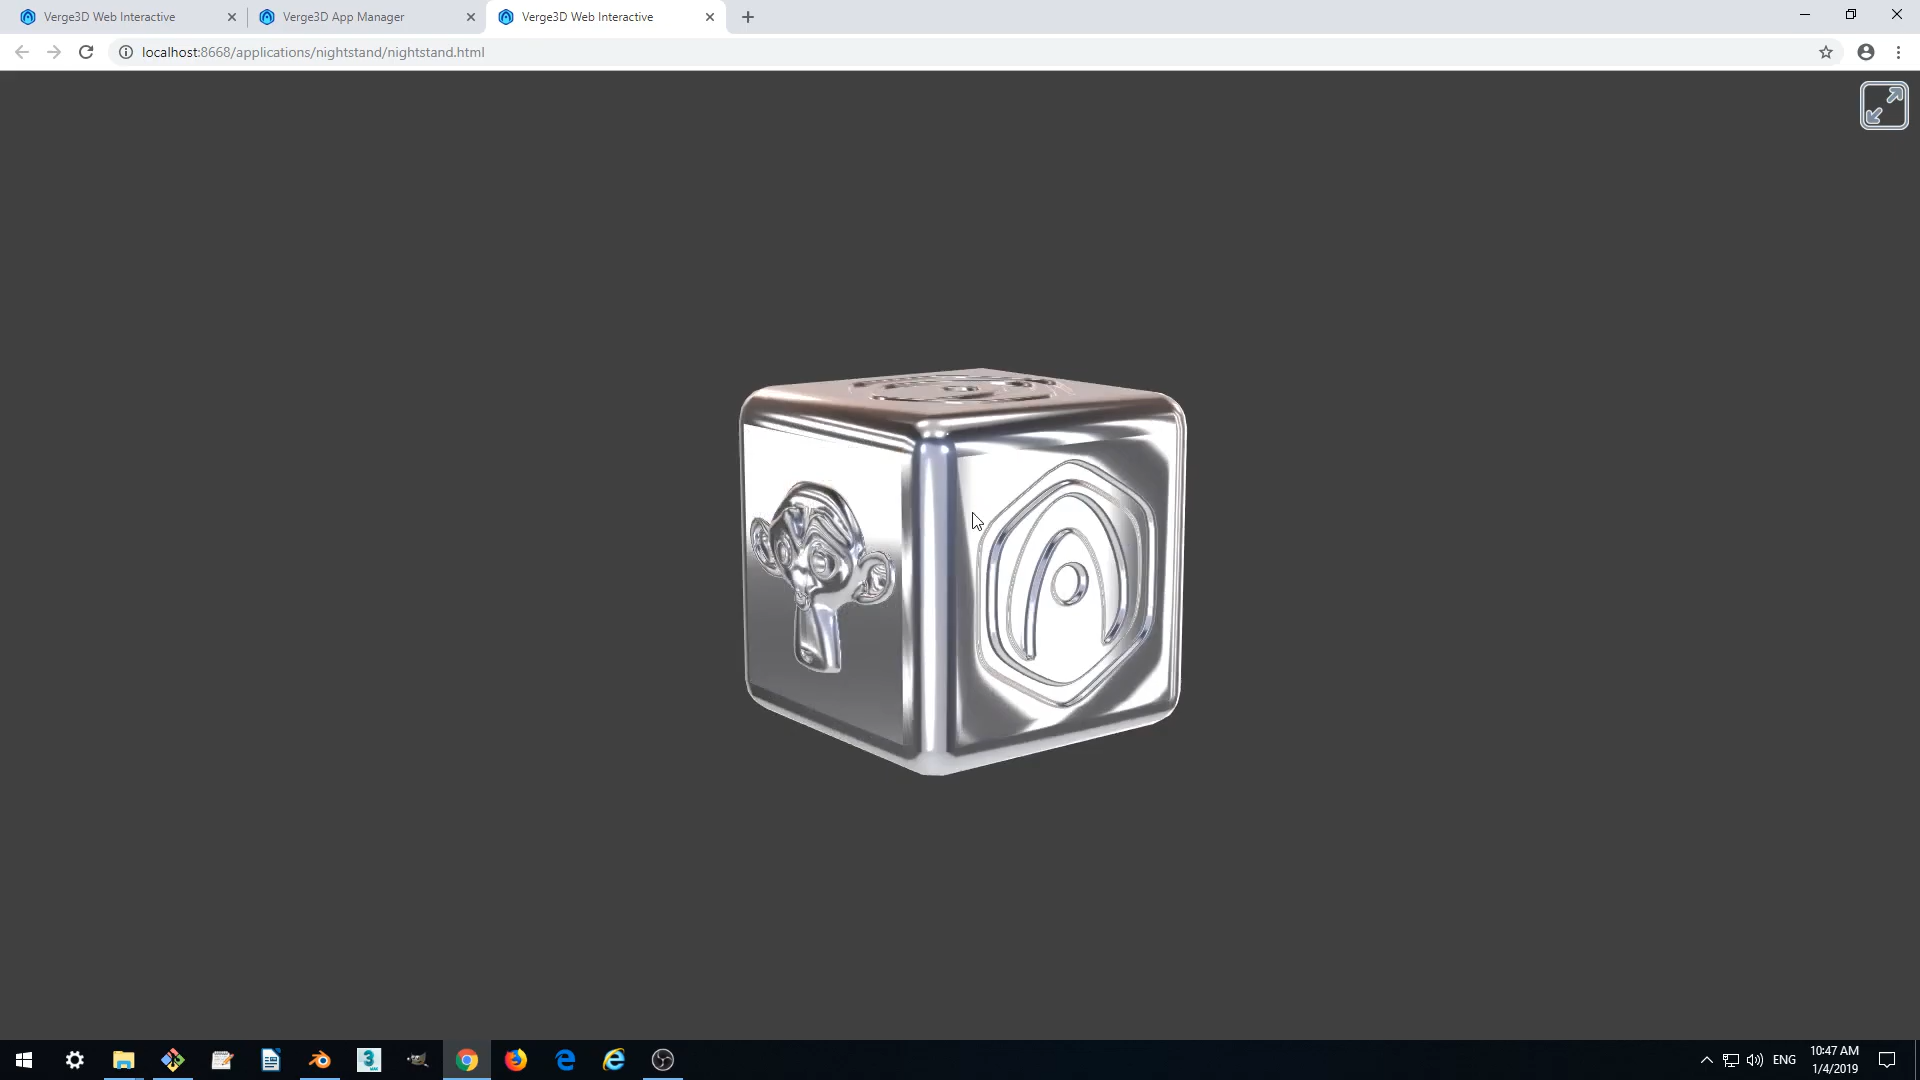 Verge3D Web Interactive
Verge3D App Manager
Verge3D Web Interactive
localhost:8668/applications/nightstand/nightstand.html
3
ENG
10:47 AM
1/4/2019